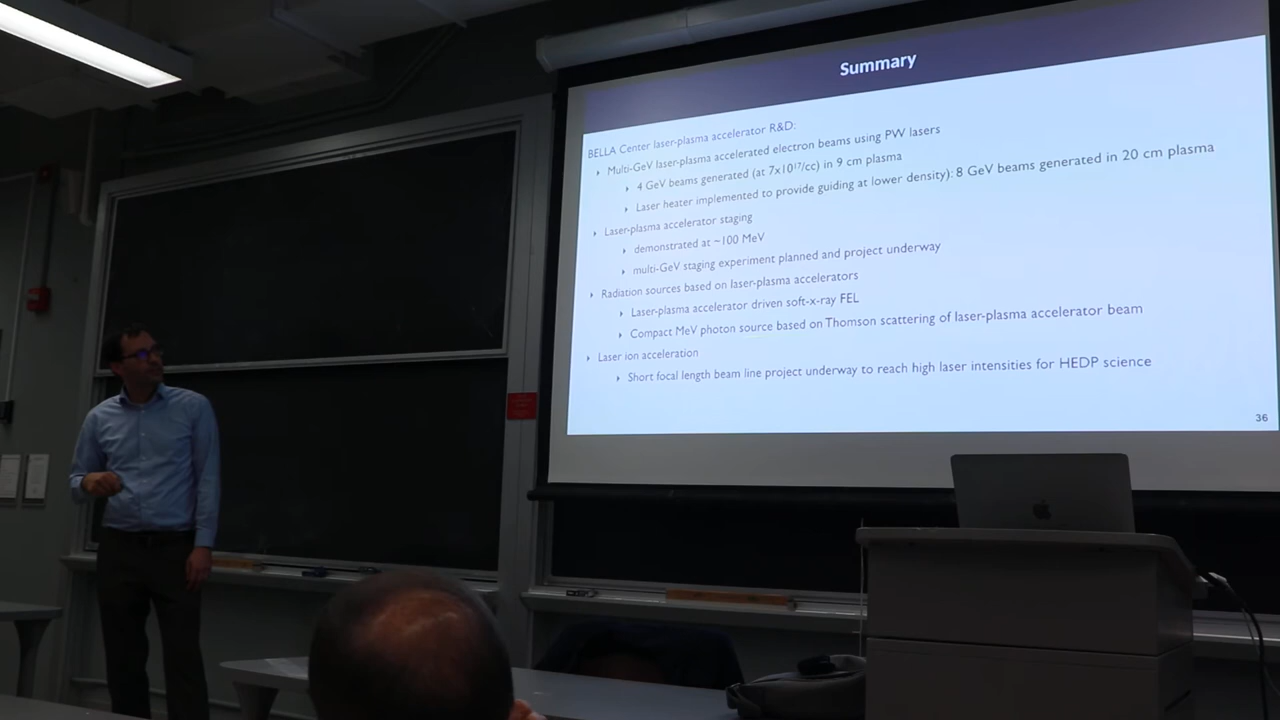 Summary
BELLA Center laser-plasma accelerator R&D:
Multi-GeV laser-plasma accelerated electron beams using PW lasers
4 GeV beams generated (at 7x10¹⁷/cc) in 9 cm plasma
Laser heater implemented to provide guiding at lower density): 8 GeV beams generated in 20 cm plasma
Laser-plasma accelerator staging
demonstrated at ~100 MeV
multi-GeV staging experiment planned and project underway
Radiation sources based on laser-plasma accelerators
Laser-plasma accelerator driven soft-x-ray FEL
Compact MeV photon source based on Thomson scattering of laser-plasma accelerator beam
Laser ion acceleration
Short focal length beam line project underway to reach high laser intensities for HEDP science
36